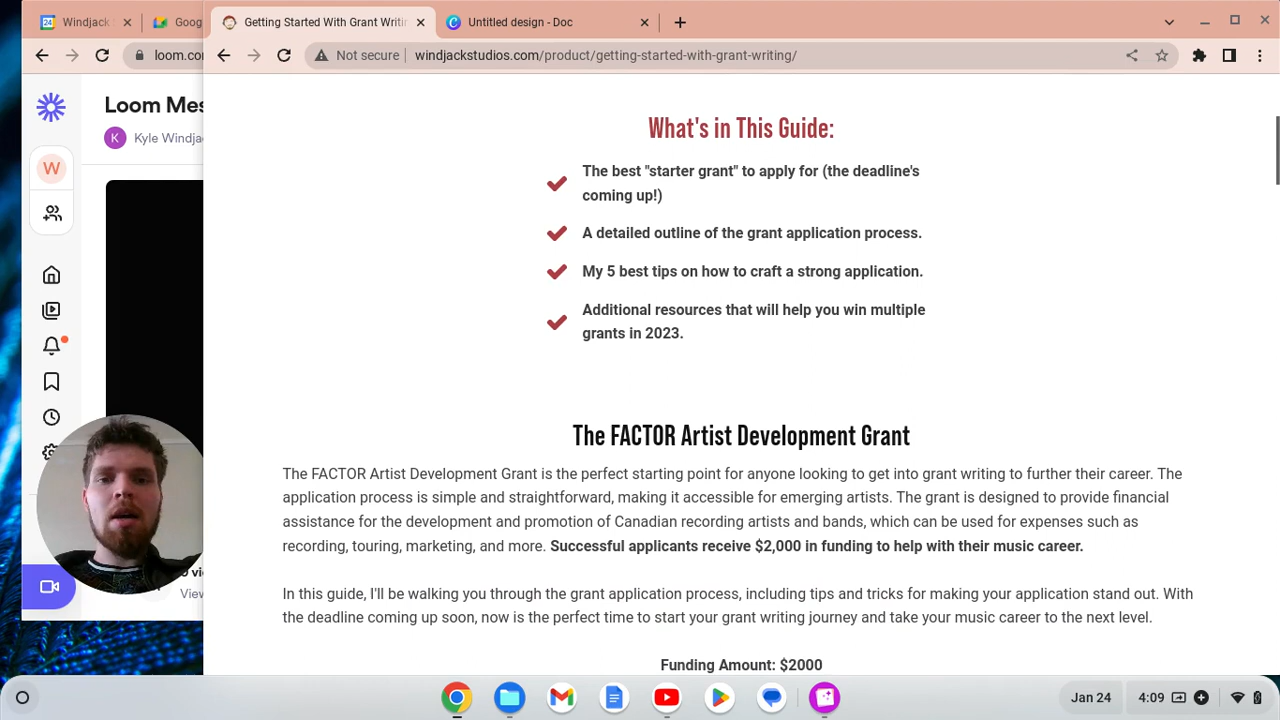 Windjack
Goog
Getting Started With Grant Writin
Untitled design - Doc
loom.co
Not secure
windjackstudios.com/product/getting-started-with-grant-writing/
Loom Mes
K
Kyle Windja
W
What's in This Guide:
The best "starter grant" to apply for (the deadline's
coming up!)
A detailed outline of the grant application process.
My 5 best tips on how to craft a strong application.
Additional resources that will help you win multiple
grants in 2023.
The FACTOR Artist Development Grant
The FACTOR Artist Development Grant is the perfect starting point for anyone looking to get into grant writing to further their career. The
application process is simple and straightforward, making it accessible for emerging artists. The grant is designed to provide financial
assistance for the development and promotion of Canadian recording artists and bands, which can be used for expenses such as
recording, touring, marketing, and more. Successful applicants receive $2,000 in funding to help with their music career.
In this guide, I'll be walking you through the grant application process, including tips and tricks for making your application stand out. With
the deadline coming up soon, now is the perfect time to start your grant writing journey and take your music career to the next level.
Funding Amount: $2000
0 vi
View
Jan 24
4:09